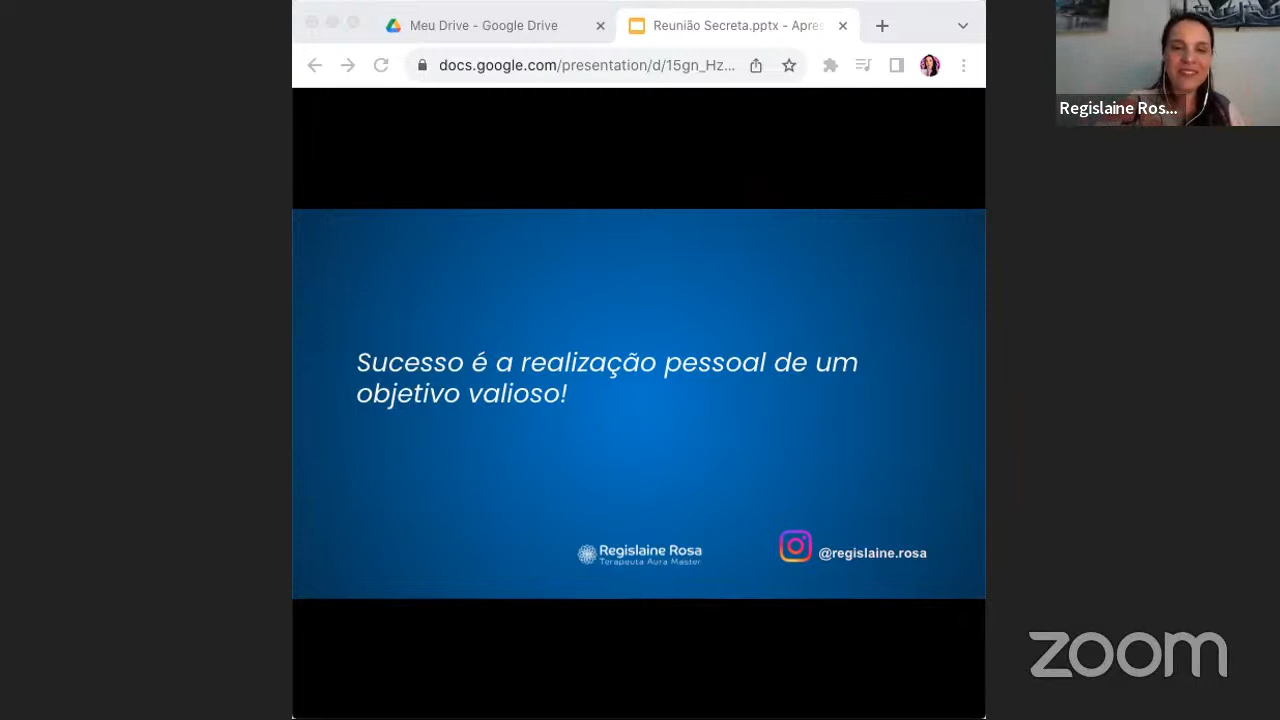 Meu Drive - Google Drive
Reunião Secreta.pptx - Apres
docs.google.com/presentation/d/15gn_Hz...
Regislaine Ros...
Sucesso é a realização pessoal de um
objetivo valioso!
Regislaine Rosa
Terapeuta Aura Master
@regislaine.rosa
zoom